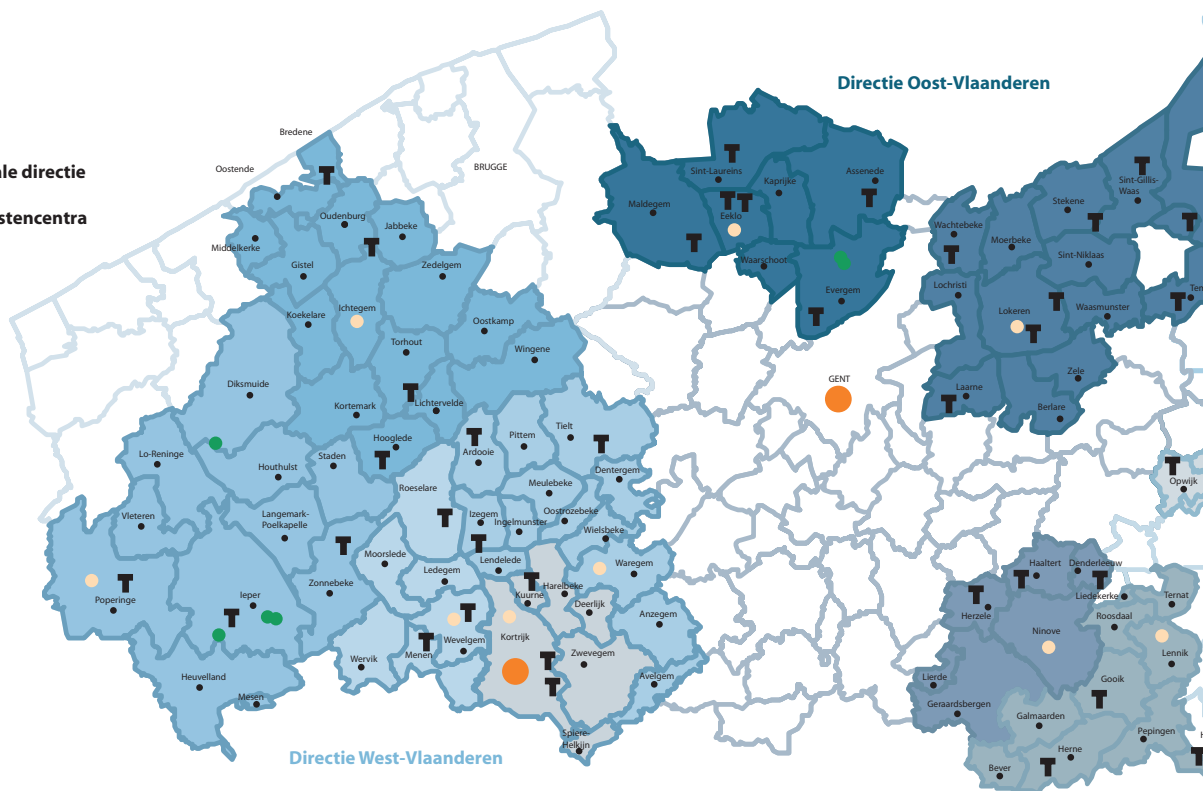 Directie Oost-Vlaanderen
Bredene
Oostende
BRUGGE
ale directie
stencentra
Oudenburg
Jabbeke
Middelkerke
Gistel
Zedelgem
Koekelare
Ichtegem
Oostkamp
Torhout
Wingene
Diksmuide
Kortemark
Lichtervelde
Hooglede
Lo-Reninge
Houthulst
Staden
Roeselare
Ardooie
Pittem
Tielt
Dentergem
Meulebeke
Vleteren
Langemark-
Poelkapelle
Izegem
Ingelmunster
Oostrozebeke
Wielsbeke
Moorslede
Ledegem
Lendelede
Waregem
Zonnebeke
Poperinge
Ieper
Kuurne
Harelbeke
Deerlijk
Anzegem
Kortrijk
Wevelgem
Menen
Wervik
Zwevegem
Avelgem
Heuvelland
Mesen
Spiere-
Helkijn
Directie West-Vlaanderen
Sint-Laureins
Kaprijke
Assenede
Maldegem
Eeklo
Waarschoot
Evergem
GENT
Sint-Gillis-
Waas
Stekene
Wachtebeke
Moerbeke
Sint-Niklaas
Lochristi
Lokeren
Waasmunster
Tem
Zele
Laarne
Berlare
Opwijk
Haaltert
Denderleeuw
Liedekerke
Ternat
Herzele
Roosdaal
Ninove
Lennik
Lierde
Gooik
Geraardsbergen
Galmaarden
Pepingen
Herne
Bever
H